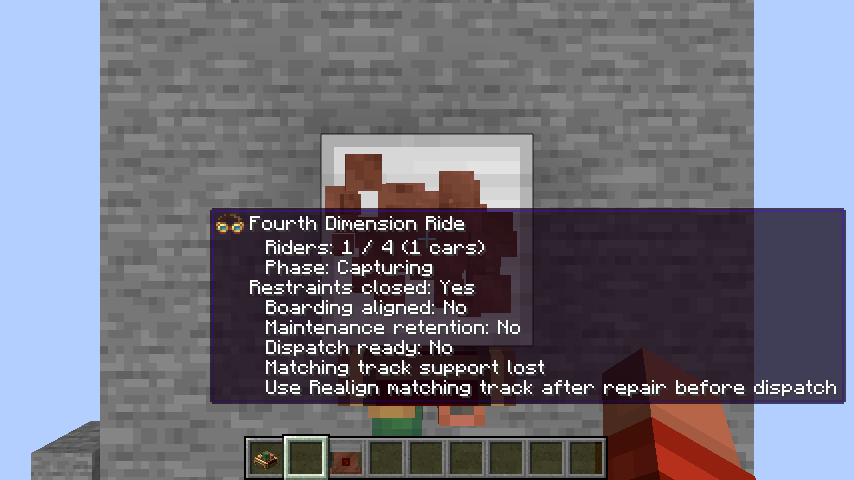 Fourth Dimension Ride
Riders: 1 / 4 (1 cars)
Phase: Capturing
Restraints closed: Yes
Boarding aligned: No
Maintenance retention: No
Dispatch ready: No
Matching track support lost
Use Realign matching track after repair before dispatch